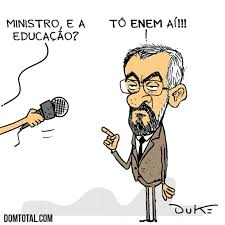 MINISTRO, E A
EDUCAÇÃO?
TÔ ENEM AÍ!!!
DUKE
DOMTOTAL.COM